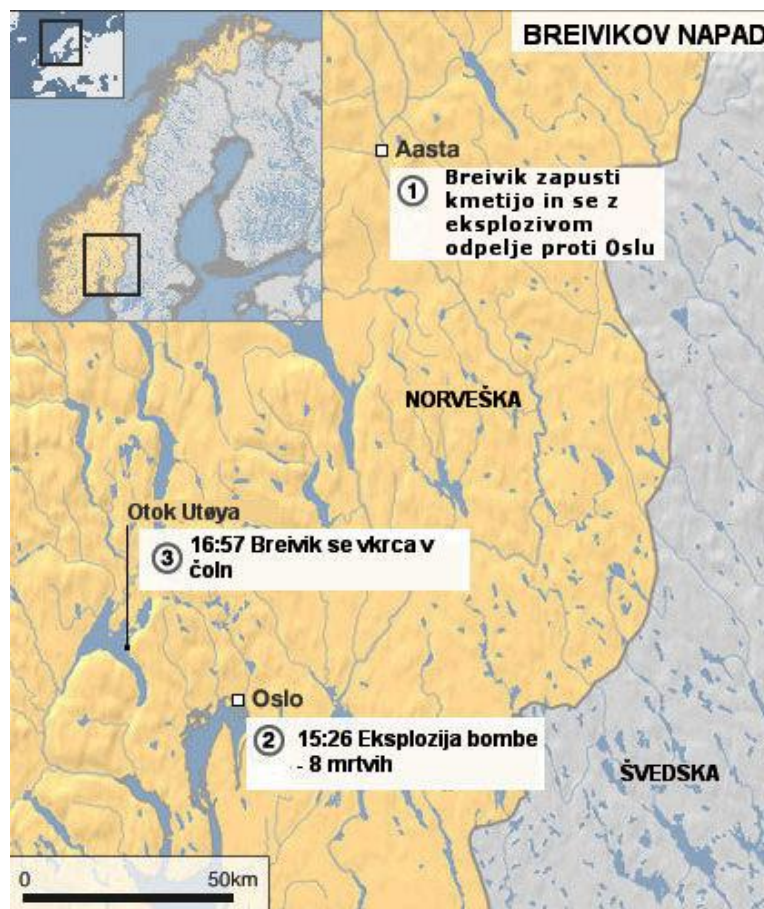 BREIVIKOV NAPAD
Aasta
1
Breivik zapusti
kmetijo in se z
eksplozivom
odpelje proti Oslu
NORVEŠKA
Otok Utøya
3
16:57 Breivik se vkrca v
čoln
Oslo
2
15:26 Eksplozija bombe
- 8 mrtvih
ŠVEDSKA
0
50km